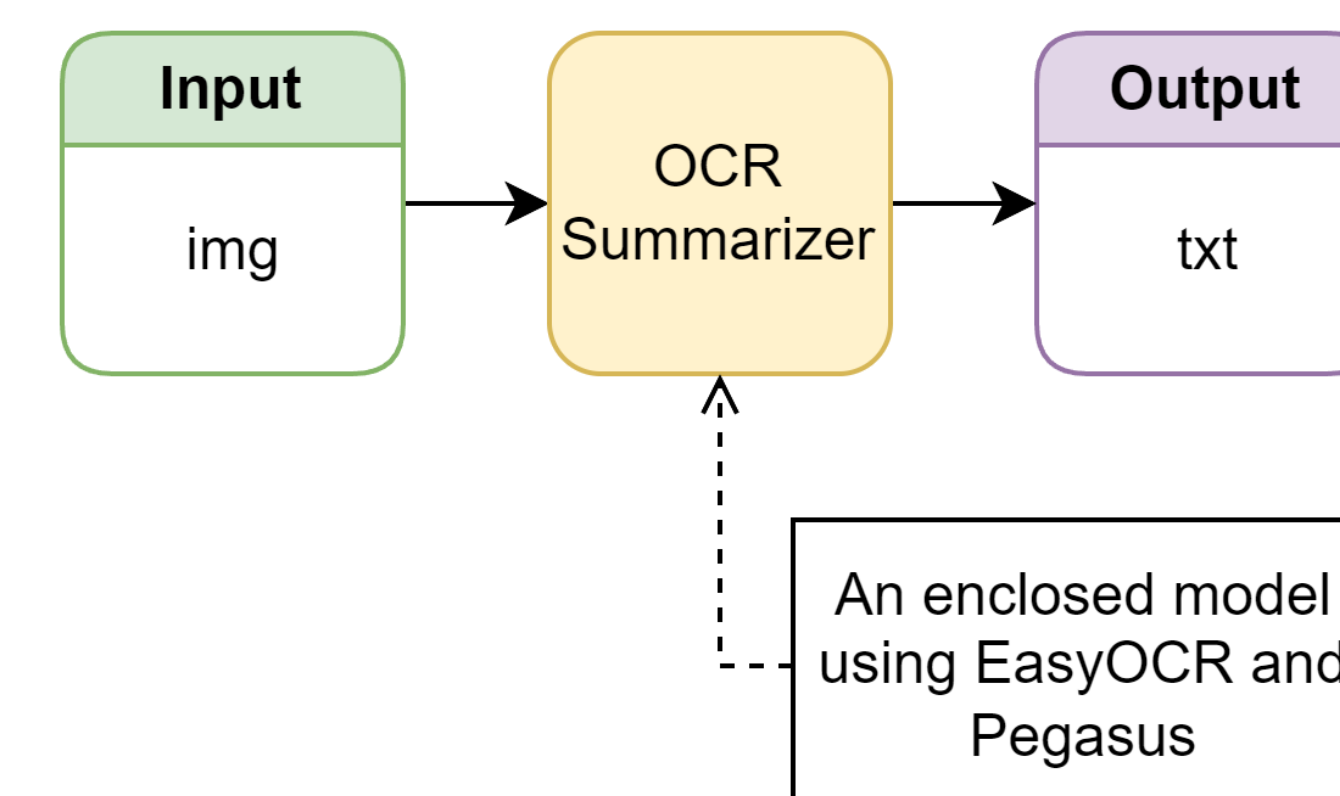 Input
img
OCR
Summarizer
Output
txt
An enclosed model
using EasyOCR and
Pegasus